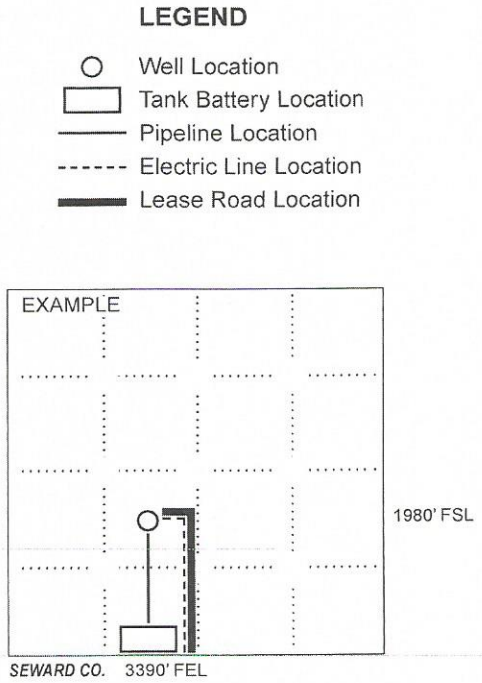 LEGEND
Well Location
Tank Battery Location
Pipeline Location
Electric Line Location
Lease Road Location
EXAMPLE
1980' FSL
SEWARD CO. 3390' FEL